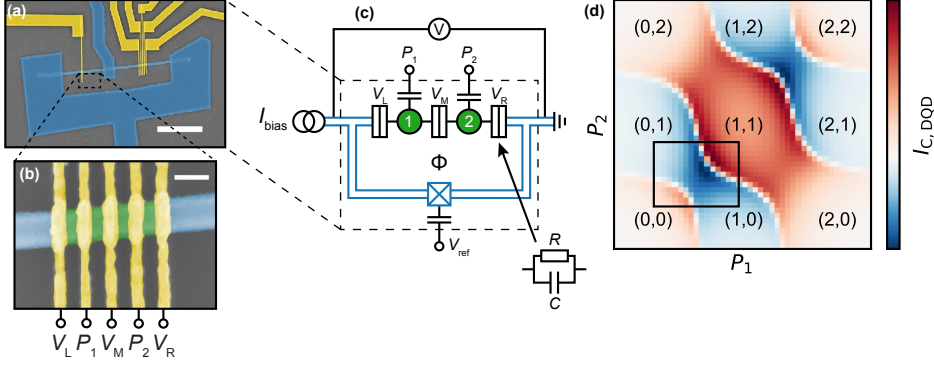 (a)
(b)
V_L P_1 V_M P_2 V_R
(c)
V
P_1 P_2
V_L V_M V_R
I_bias
1 2
Φ
V_ref
R
C
(d)
(0,2) (1,2) (2,2)
(0,1) (1,1) (2,1)
(0,0) (1,0) (2,0)
P_2
P_1
I_C,DQD